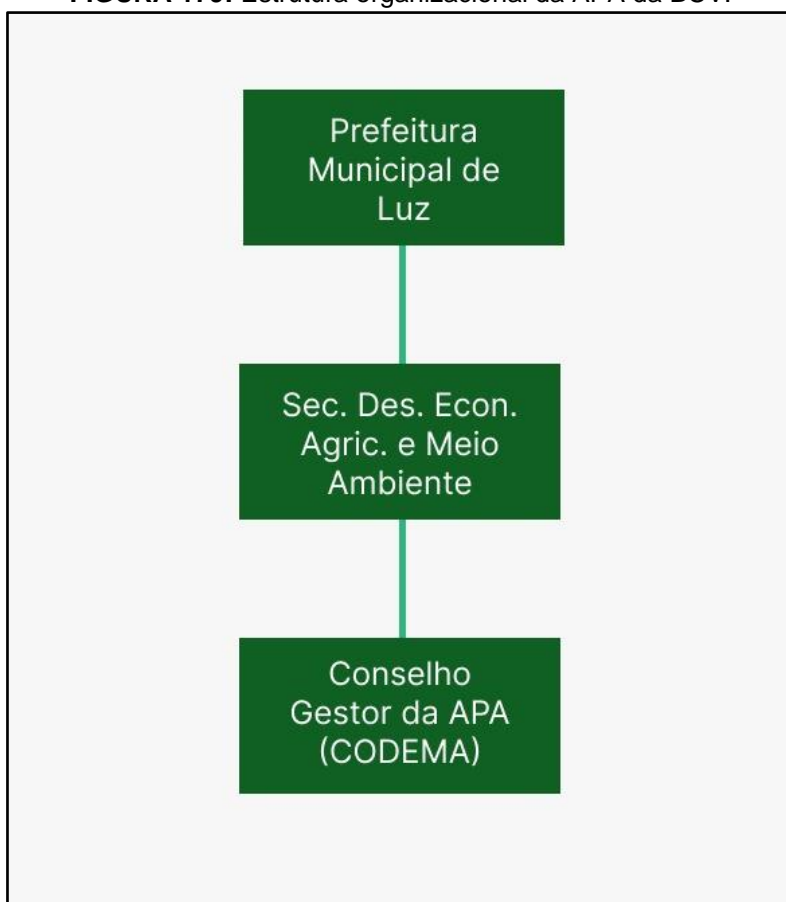 Estrutura organizacional da APA da
Prefeitura
Municipal de
Luz
Sec. Des. Econ.
Agric. e Meio
Ambiente
Conselho
Gestor da APA
(CODEMA)